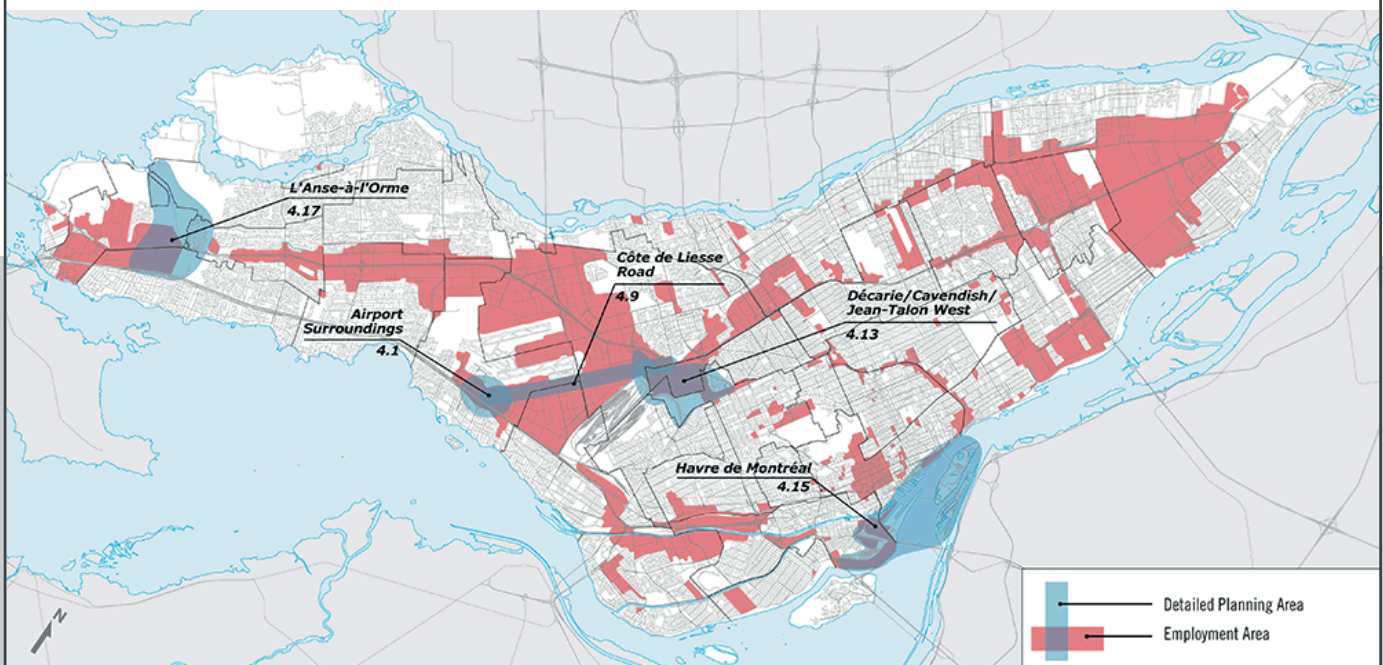 L'Anse-à-l'Orme
4.17
Côte de Liesse
Road
4.9
Airport
Surroundings
4.1
Décarie/Cavendish/
Jean-Talon West
4.13
Havre de Montréal
4.15
N
Detailed Planning Area
Employment Area